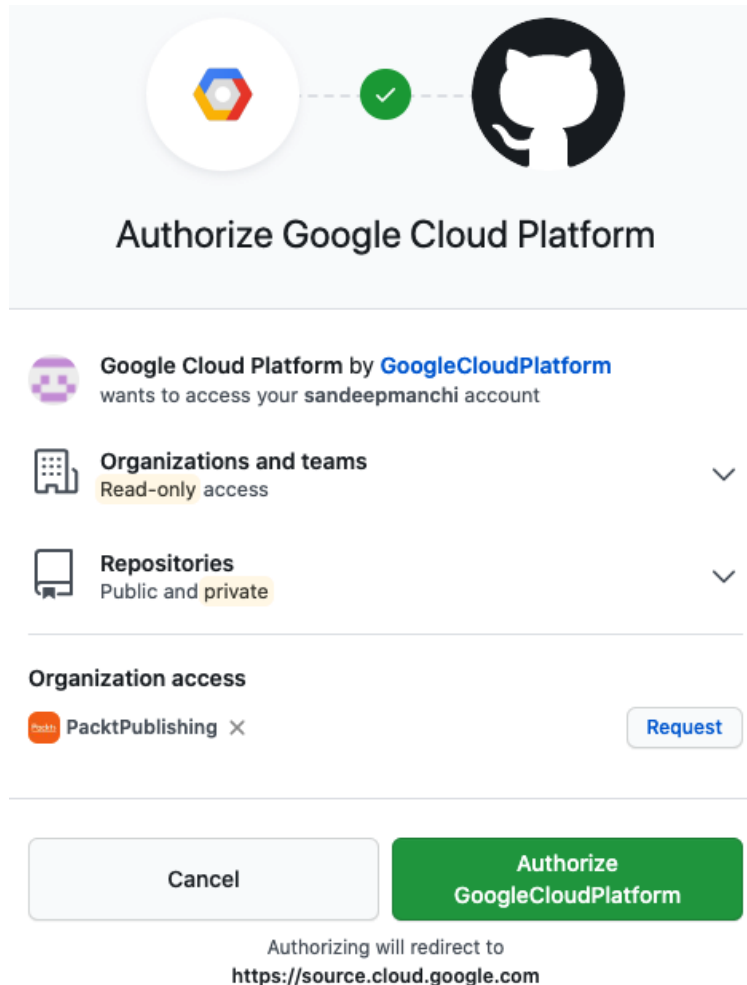 Authorize Google Cloud Platform
Google Cloud Platform by GoogleCloudPlatform
wants to access your sandeepmanchi account
Organizations and teams
Read-only access
Repositories
Public and private
Organization access
Packt PacktPublishing
Request
Cancel
Authorize
GoogleCloudPlatform
Authorizing will redirect to
https://source.cloud.google.com